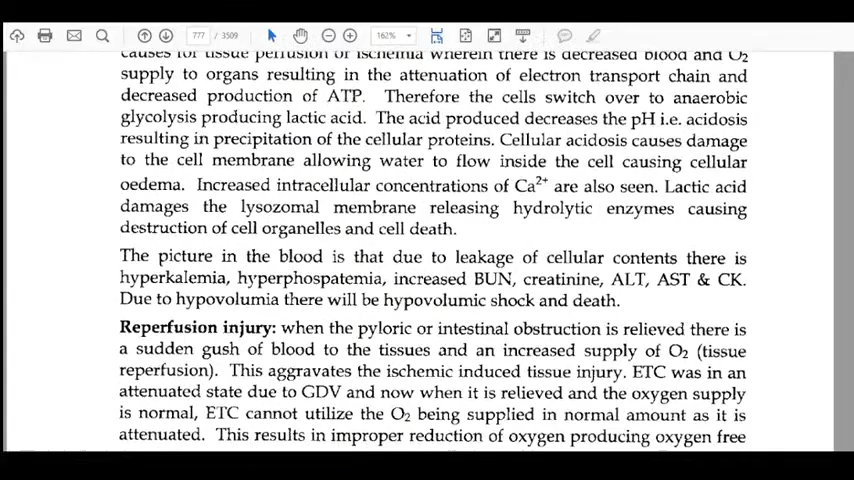 777 / 3509 162%
causes for tissue perfusion or ischemia wherein there is decreased blood and O2
supply to organs resulting in the attenuation of electron transport chain and
decreased production of ATP. Therefore the cells switch over to anaerobic
glycolysis producing lactic acid. The acid produced decreases the pH i.e. acidosis
resulting in precipitation of the cellular proteins. Cellular acidosis causes damage
to the cell membrane allowing water to flow inside the cell causing cellular
oedema. Increased intracellular concentrations of Ca2+ are also seen. Lactic acid
damages the lysozomal membrane releasing hydrolytic enzymes causing
destruction of cell organelles and cell death.
The picture in the blood is that due to leakage of cellular contents there is
hyperkalemia, hyperphospatemia, increased BUN, creatinine, ALT, AST & CK.
Due to hypovolumia there will be hypovolumic shock and death.
Reperfusion injury: when the pyloric or intestinal obstruction is relieved there is
a sudden gush of blood to the tissues and an increased supply of O2 (tissue
reperfusion). This aggravates the ischemic induced tissue injury. ETC was in an
attenuated state due to GDV and now when it is relieved and the oxygen supply
is normal, ETC cannot utilize the O2 being supplied in normal amount as it is
attenuated. This results in improper reduction of oxygen producing oxygen free